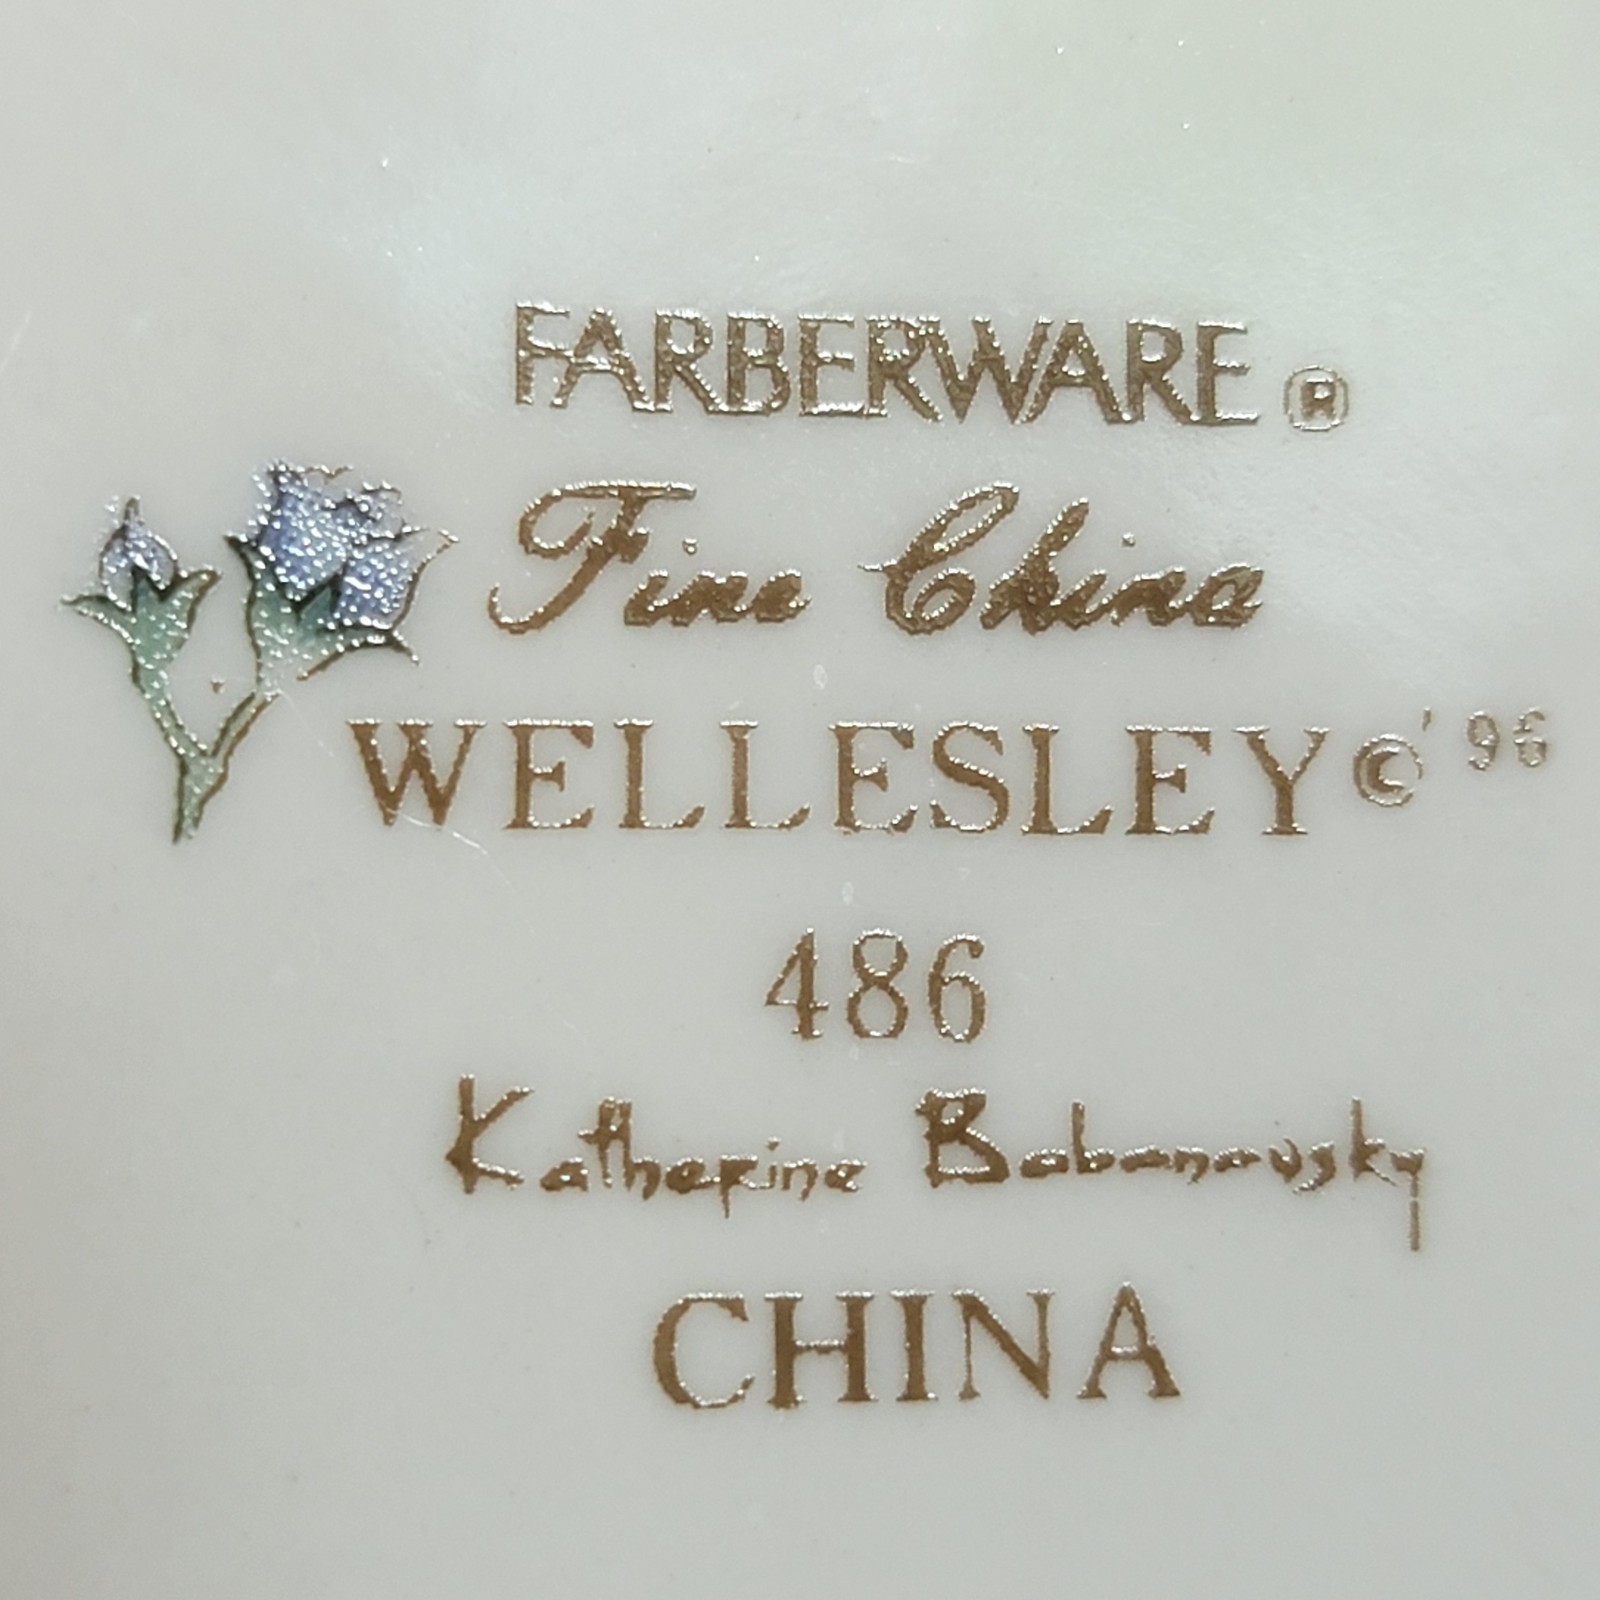 FARBERWARE ®
Fine China
WELLESLEY © '96
486
Katherine Babanovsky
CHINA